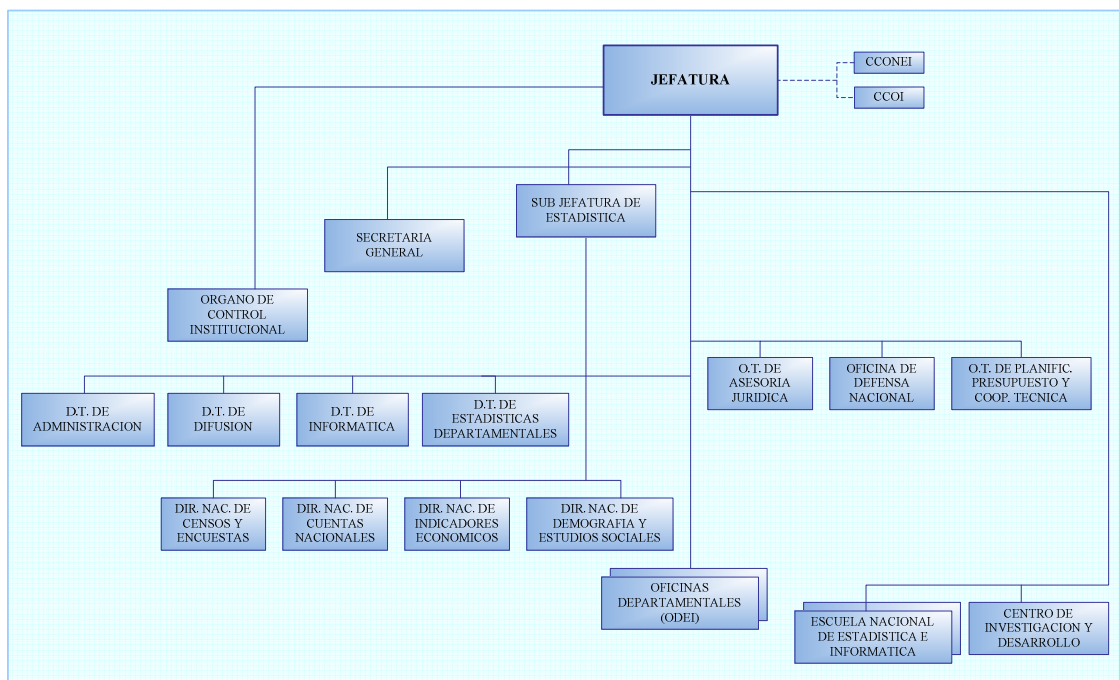 JEFATURA
CCONEI
CCOI
SUB JEFATURA DE
ESTADISTICA
SECRETARIA
GENERAL
ORGANO DE
CONTROL
INSTITUCIONAL
O.T. DE
ASESORIA
JURIDICA
OFICINA DE
DEFENSA
NACIONAL
O.T. DE PLANIFIC.
PRESUPUESTO Y
COOP. TECNICA
D.T. DE
ADMINISTRACION
D.T. DE
DIFUSION
D.T. DE
INFORMATICA
D.T. DE
ESTADISTICAS
DEPARTAMENTALES
DIR. NAC. DE
CENSOS Y
ENCUESTAS
DIR. NAC. DE
CUENTAS
NACIONALES
DIR. NAC. DE
INDICADORES
ECONOMICOS
DIR. NAC. DE
DEMOGRAFIA Y
ESTUDIOS SOCIALES
OFICINAS
DEPARTAMENTALES
(ODEI)
ESCUELA NACIONAL
DE ESTADISTICA E
INFORMATICA
CENTRO DE
INVESTIGACION Y
DESARROLLO